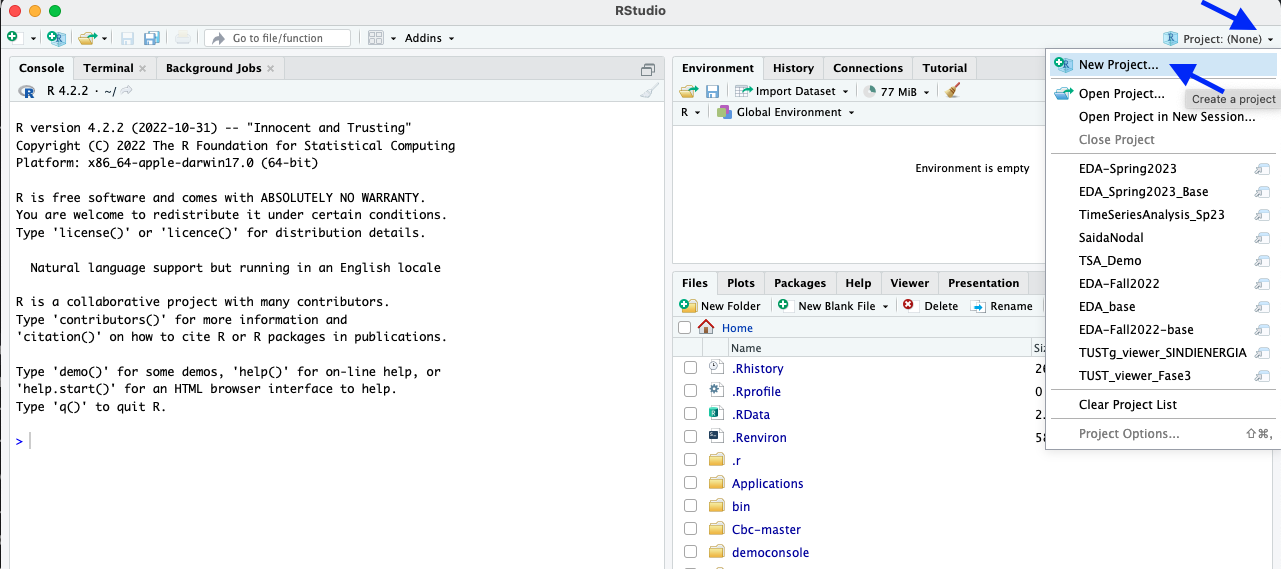 RStudio
Go to file/function
Addins
Project: (None)
Console
Terminal
Background Jobs
R 4.2.2 · ~/
R version 4.2.2 (2022-10-31) -- "Innocent and Trusting"
Copyright (C) 2022 The R Foundation for Statistical Computing
Platform: x86_64-apple-darwin17.0 (64-bit)
R is free software and comes with ABSOLUTELY NO WARRANTY.
You are welcome to redistribute it under certain conditions.
Type 'license()' or 'licence()' for distribution details.
Natural language support but running in an English locale
R is a collaborative project with many contributors.
Type 'contributors()' for more information and
'citation()' on how to cite R or R packages in publications.
Type 'demo()' for some demos, 'help()' for on-line help, or
'help.start()' for an HTML browser interface to help.
Type 'q()' to quit R.
>
Environment
History
Connections
Tutorial
Import Dataset
77 MiB
R
Global Environment
Environment is empty
Files
Plots
Packages
Help
Viewer
Presentation
New Folder
New Blank File
Delete
Rename
Home
Name
.Rhistory
.Rprofile
0
.RData
2.
.Renviron
.r
Applications
bin
Cbc-master
democonsole
New Project...
Create a project
Open Project...
Open Project in New Session...
Close Project
EDA-Spring2023
EDA_Spring2023_Base
TimeSeriesAnalysis_Sp23
SaidaNodal
TSA_Demo
EDA-Fall2022
EDA_base
EDA-Fall2022-base
TUSTg_viewer_SINDIENERGIA
TUST_viewer_Fase3
Clear Project List
Project Options... ⇧⌘,